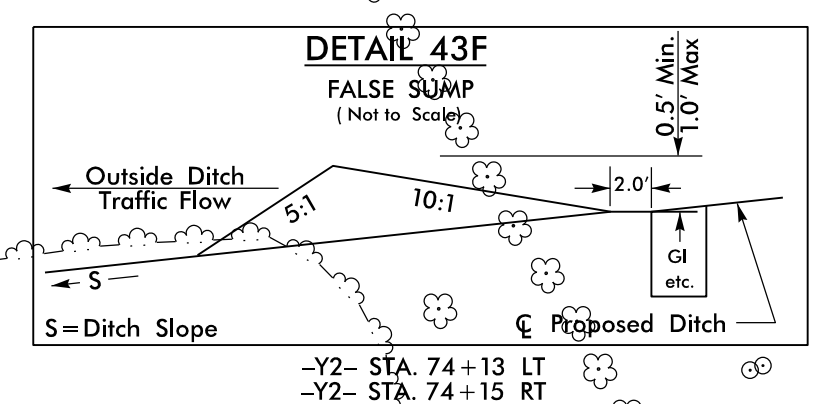 DETAIL 43F
FALSE SUMP
( Not to Scale)
0.5' Min.
1.0' Max
Outside Ditch
Traffic Flow
5:1
10:1
2.0'
GI
etc.
S
S=Ditch Slope
℄ Proposed Ditch
–Y2– STA. 74+13 LT
–Y2– STA. 74+15 RT